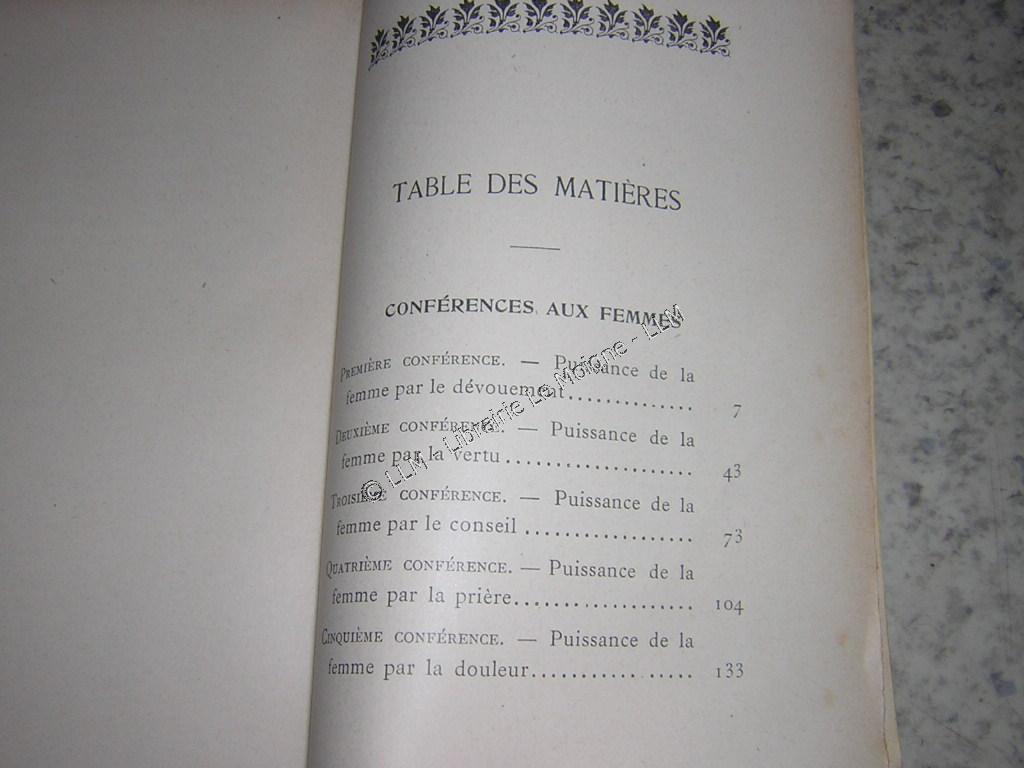 TABLE DES MATIÈRES
CONFÉRENCES AUX FEMMES
PREMIÈRE CONFÉRENCE. — Puissance de la
femme par le dévouement.............. 7
DEUXIÈME CONFÉRENCE. — Puissance de la
femme par la vertu.................... 43
TROISIÈME CONFÉRENCE. — Puissance de la
femme par le conseil .................. 73
QUATRIÈME CONFÉRENCE. — Puissance de la
femme par la prière................... 104
CINQUIÈME CONFÉRENCE. — Puissance de la
femme par la douleur................. 133
© LLM - Librairie Le Moigne - LLM